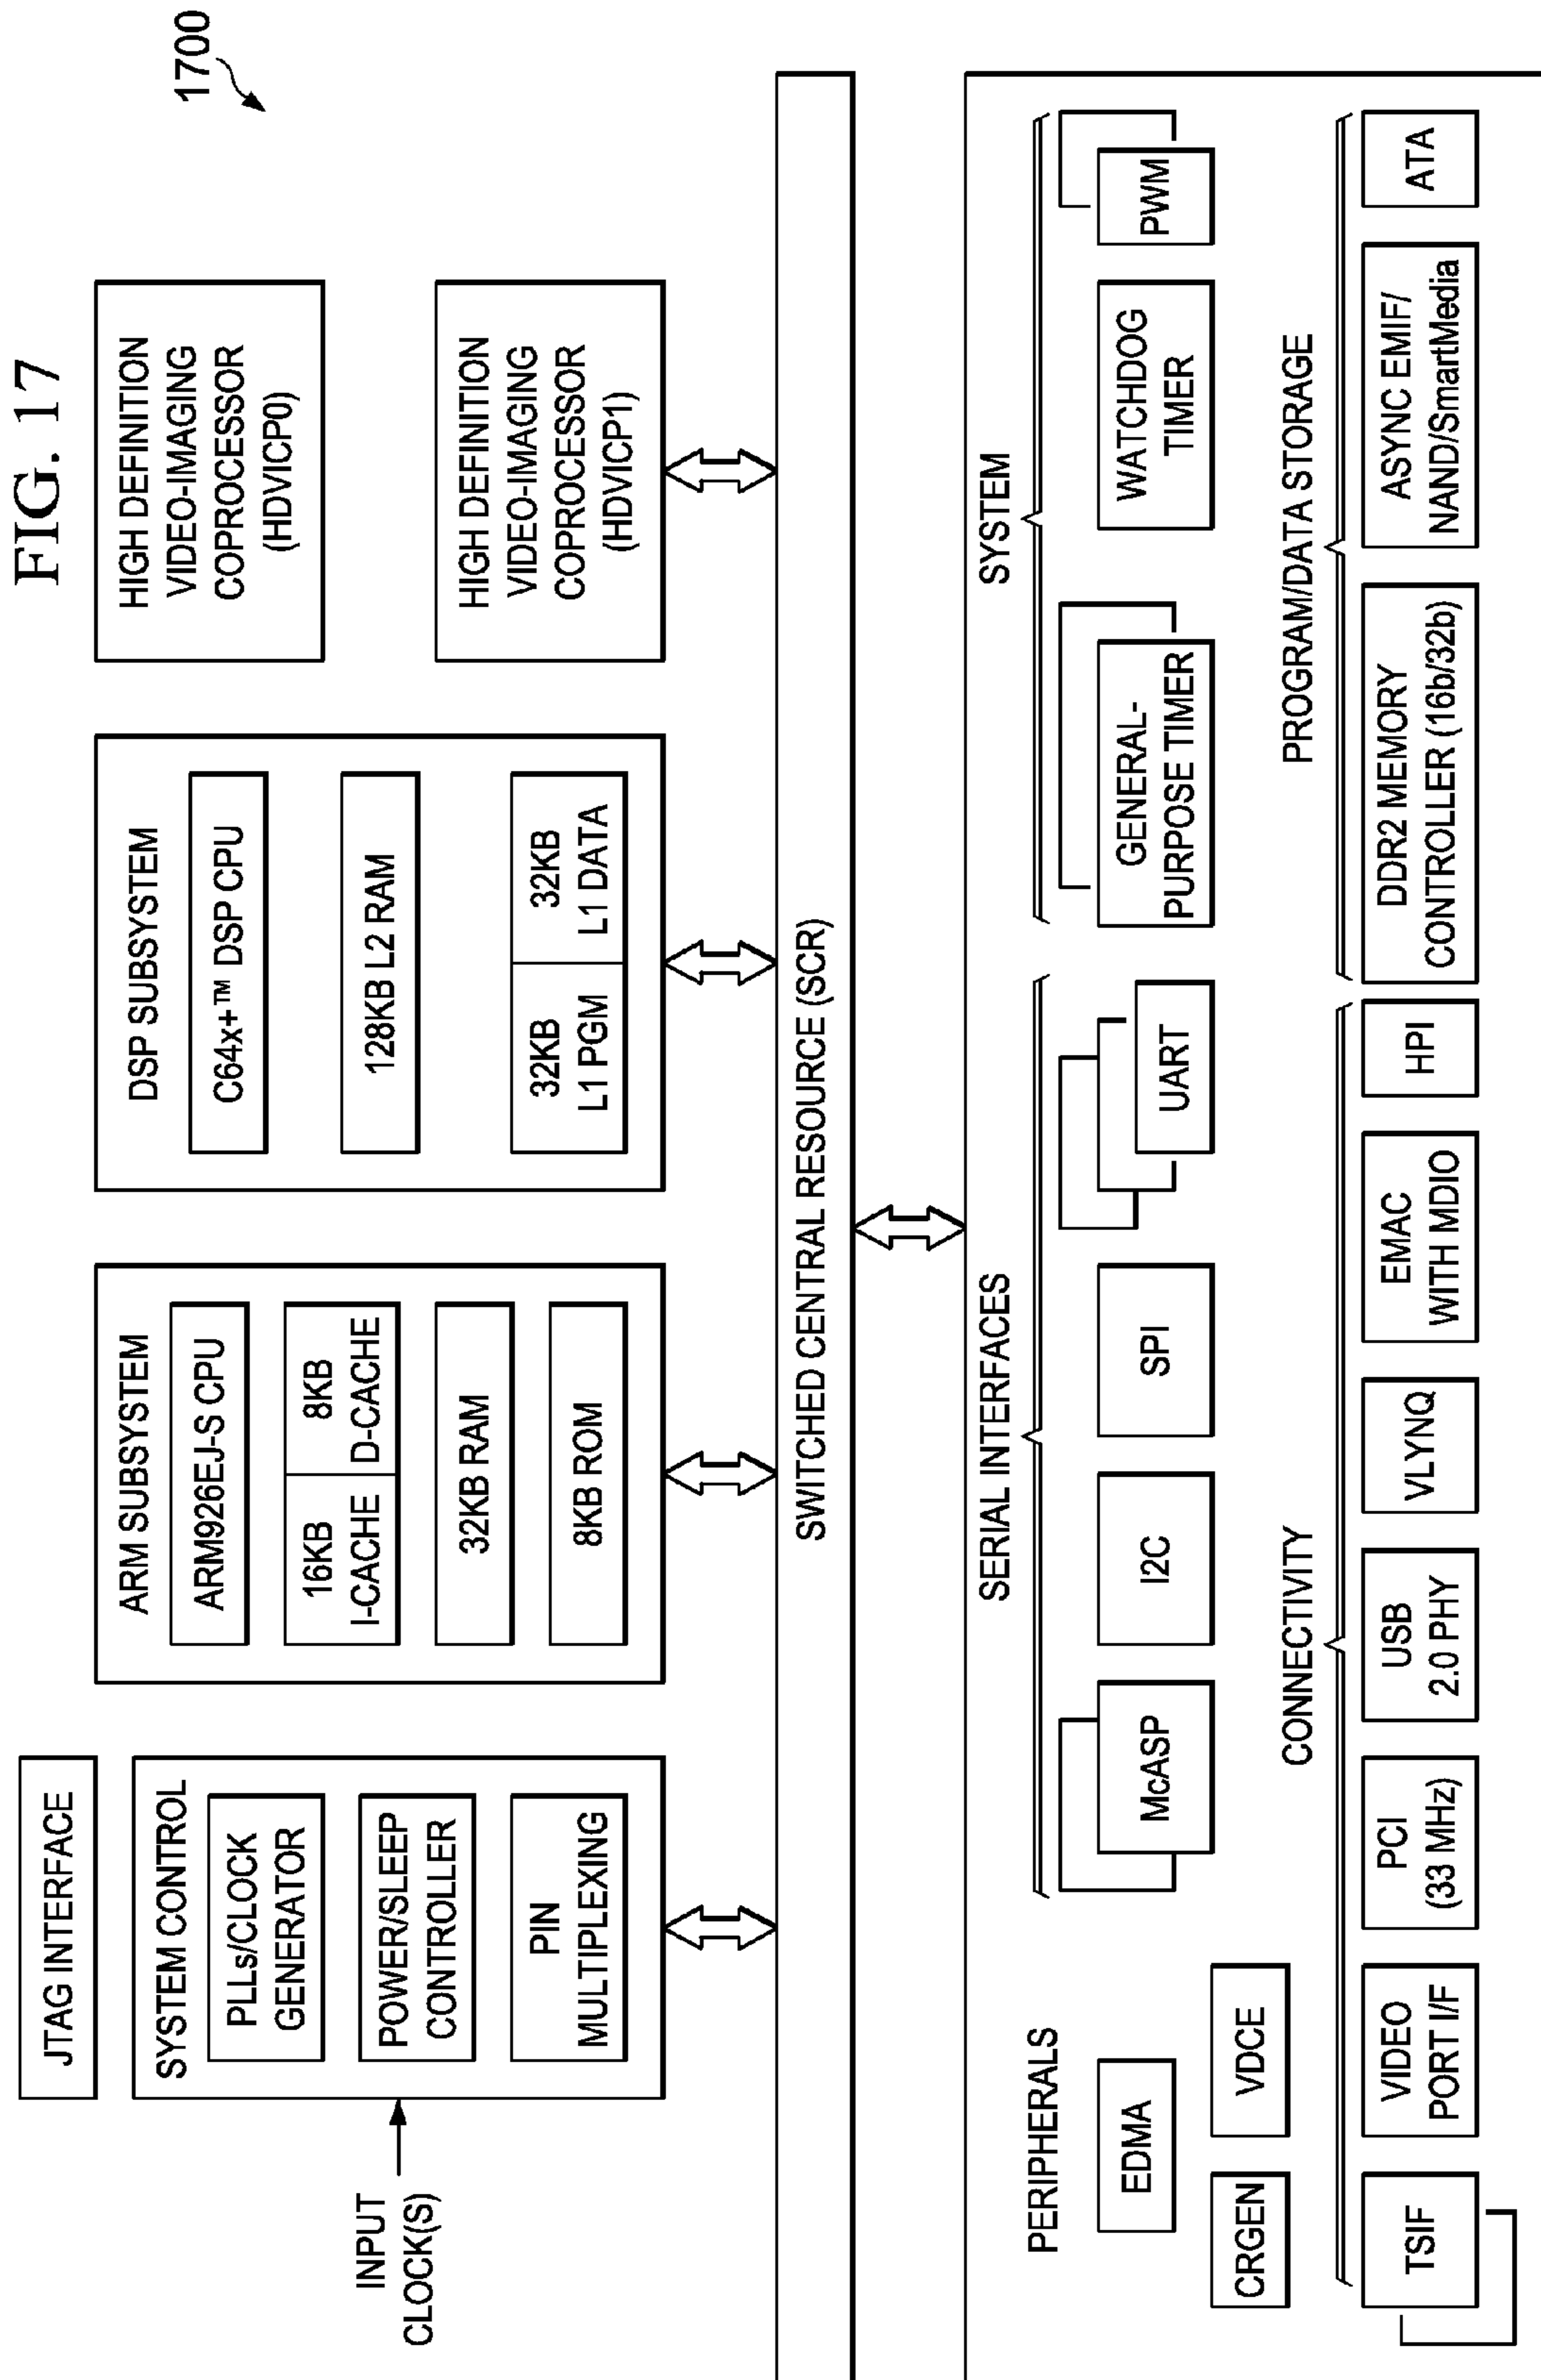 FIG. 17
1700
JTAG INTERFACE
SYSTEM CONTROL
PLLs/CLOCK
GENERATOR
POWER/SLEEP
CONTROLLER
PIN
MULTIPLEXING
INPUT
CLOCK(S)
ARM SUBSYSTEM
ARM926EJ-S CPU
16KB
I-CACHE
8KB
D-CACHE
32KB RAM
8KB ROM
DSP SUBSYSTEM
C64x+™ DSP CPU
128KB L2 RAM
32KB
L1 PGM
32KB
L1 DATA
HIGH DEFINITION
VIDEO-IMAGING
COPROCESSOR
(HDVICP0)
HIGH DEFINITION
VIDEO-IMAGING
COPROCESSOR
(HDVICP1)
SWITCHED CENTRAL RESOURCE (SCR)
PERIPHERALS
EDMA
CRGEN
VDCE
SERIAL INTERFACES
McASP
I2C
SPI
UART
SYSTEM
GENERAL-
PURPOSE TIMER
WATCHDOG
TIMER
PWM
CONNECTIVITY
TSIF
VIDEO
PORT I/F
PCI
(33 MHz)
USB
2.0 PHY
VLYNQ
EMAC
WITH MDIO
HPI
PROGRAM/DATA STORAGE
DDR2 MEMORY
CONTROLLER (16b/32b)
ASYNC EMIF/
NAND/SmartMedia
ATA